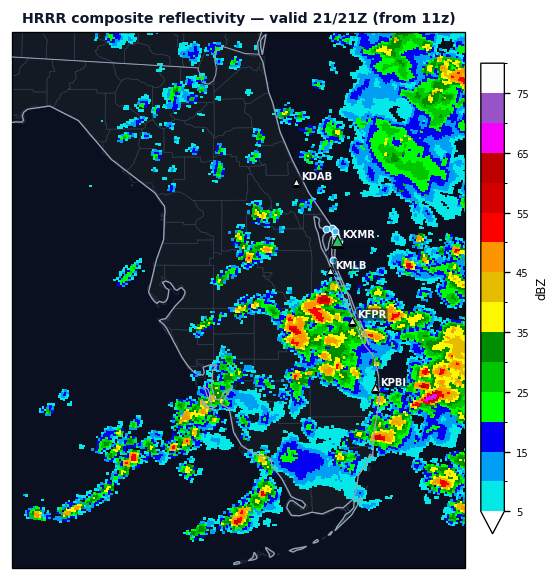 HRRR composite reflectivity — valid 21/21Z (from 11z)
KDAB
KXMR
KMLB
KFPR
KPBI
75
65
55
45
35
25
15
5
dBZ